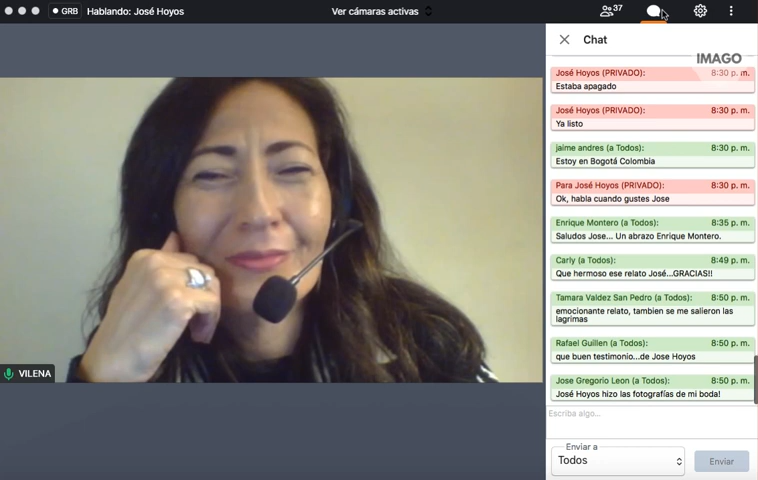 GRB
Hablando: José Hoyos
Ver cámaras activas
37
Chat
IMAGO
José Hoyos (PRIVADO): 8:30 p. m.
Estaba apagado
José Hoyos (PRIVADO): 8:30 p. m.
Ya listo
jaime andres (a Todos): 8:30 p. m.
Estoy en Bogotá Colombia
Para José Hoyos (PRIVADO): 8:30 p. m.
Ok, habla cuando gustes Jose
Enrique Montero (a Todos): 8:35 p. m.
Saludos Jose... Un abrazo Enrique Montero.
Carly (a Todos): 8:49 p. m.
Que hermoso ese relato José...GRACIAS!!
Tamara Valdez San Pedro (a Todos): 8:50 p. m.
emocionante relato, tambien se me salieron las
lagrimas
Rafael Guillen (a Todos): 8:50 p. m.
que buen testimonio...de Jose Hoyos
Jose Gregorio Leon (a Todos): 8:50 p. m.
José Hoyos hizo las fotografías de mi boda!
VILENA
Escriba algo...
Enviar a
Todos
Enviar